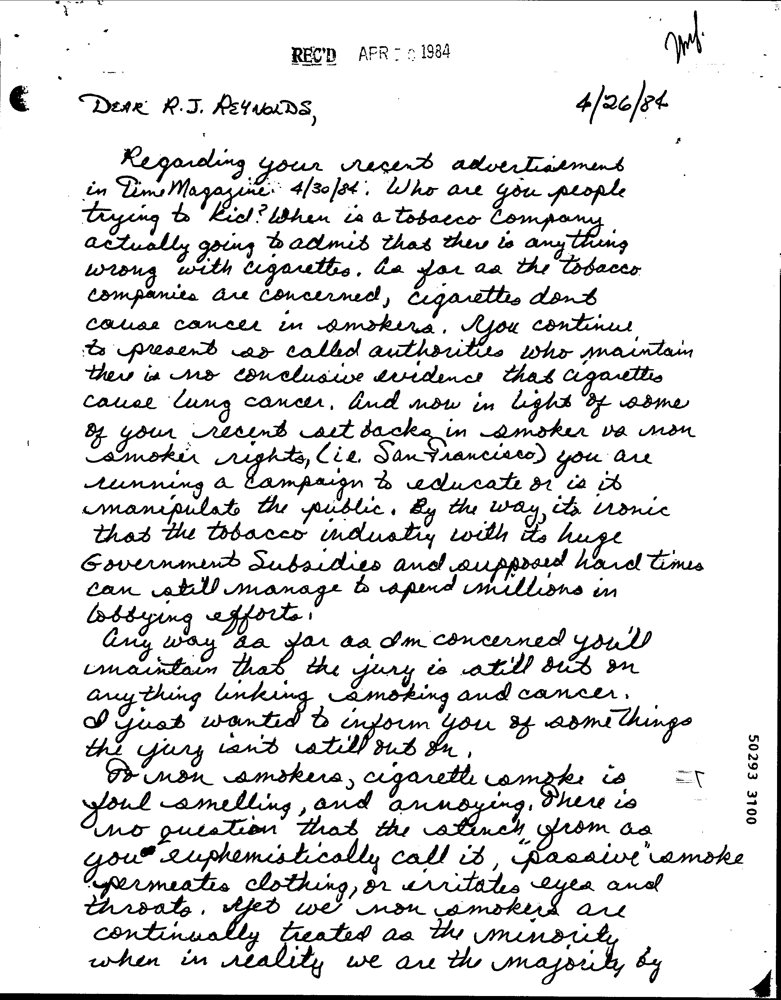 REC'D APR 1984
DEAR R.J. REYNOLDS, 4/26/84
Regarding your recent advertisement
in Time Magazine 4/30/84. Who are you people
trying to kid? When is a tobacco company
actually going to admit that there is anything
wrong with cigarettes. As far as the tobacco
companies are concerned, cigarettes dont
cause cancer in smokers. You continue
to present so called authorities who maintain
there is no conclusive evidence that cigarettes
cause lung cancer. And now in light of some
of your recent set backs in smoker vs non
smoker rights, (i.e. San Francisco) you are
running a campaign to educate or is it
manipulate the public. By the way, its ironic
that the tobacco industry with its huge
Government Subsidies and supposed hard times
can still manage to spend millions in
lobbying efforts.
Any way as far as I'm concerned you'll
maintain that the jury is still out on
anything linking smoking and cancer.
I just wanted to inform you of some things
the jury isn't still out on.
To non smokers, cigarette smoke is
foul smelling, and annoying. There is
no question that the stench from as
you euphemistically call it, "passive" smoke
permeates clothing, or irritates eyes and
throats. Yet we non smokers are
continually treated as the minority
when in reality we are the majority by
50293 3100